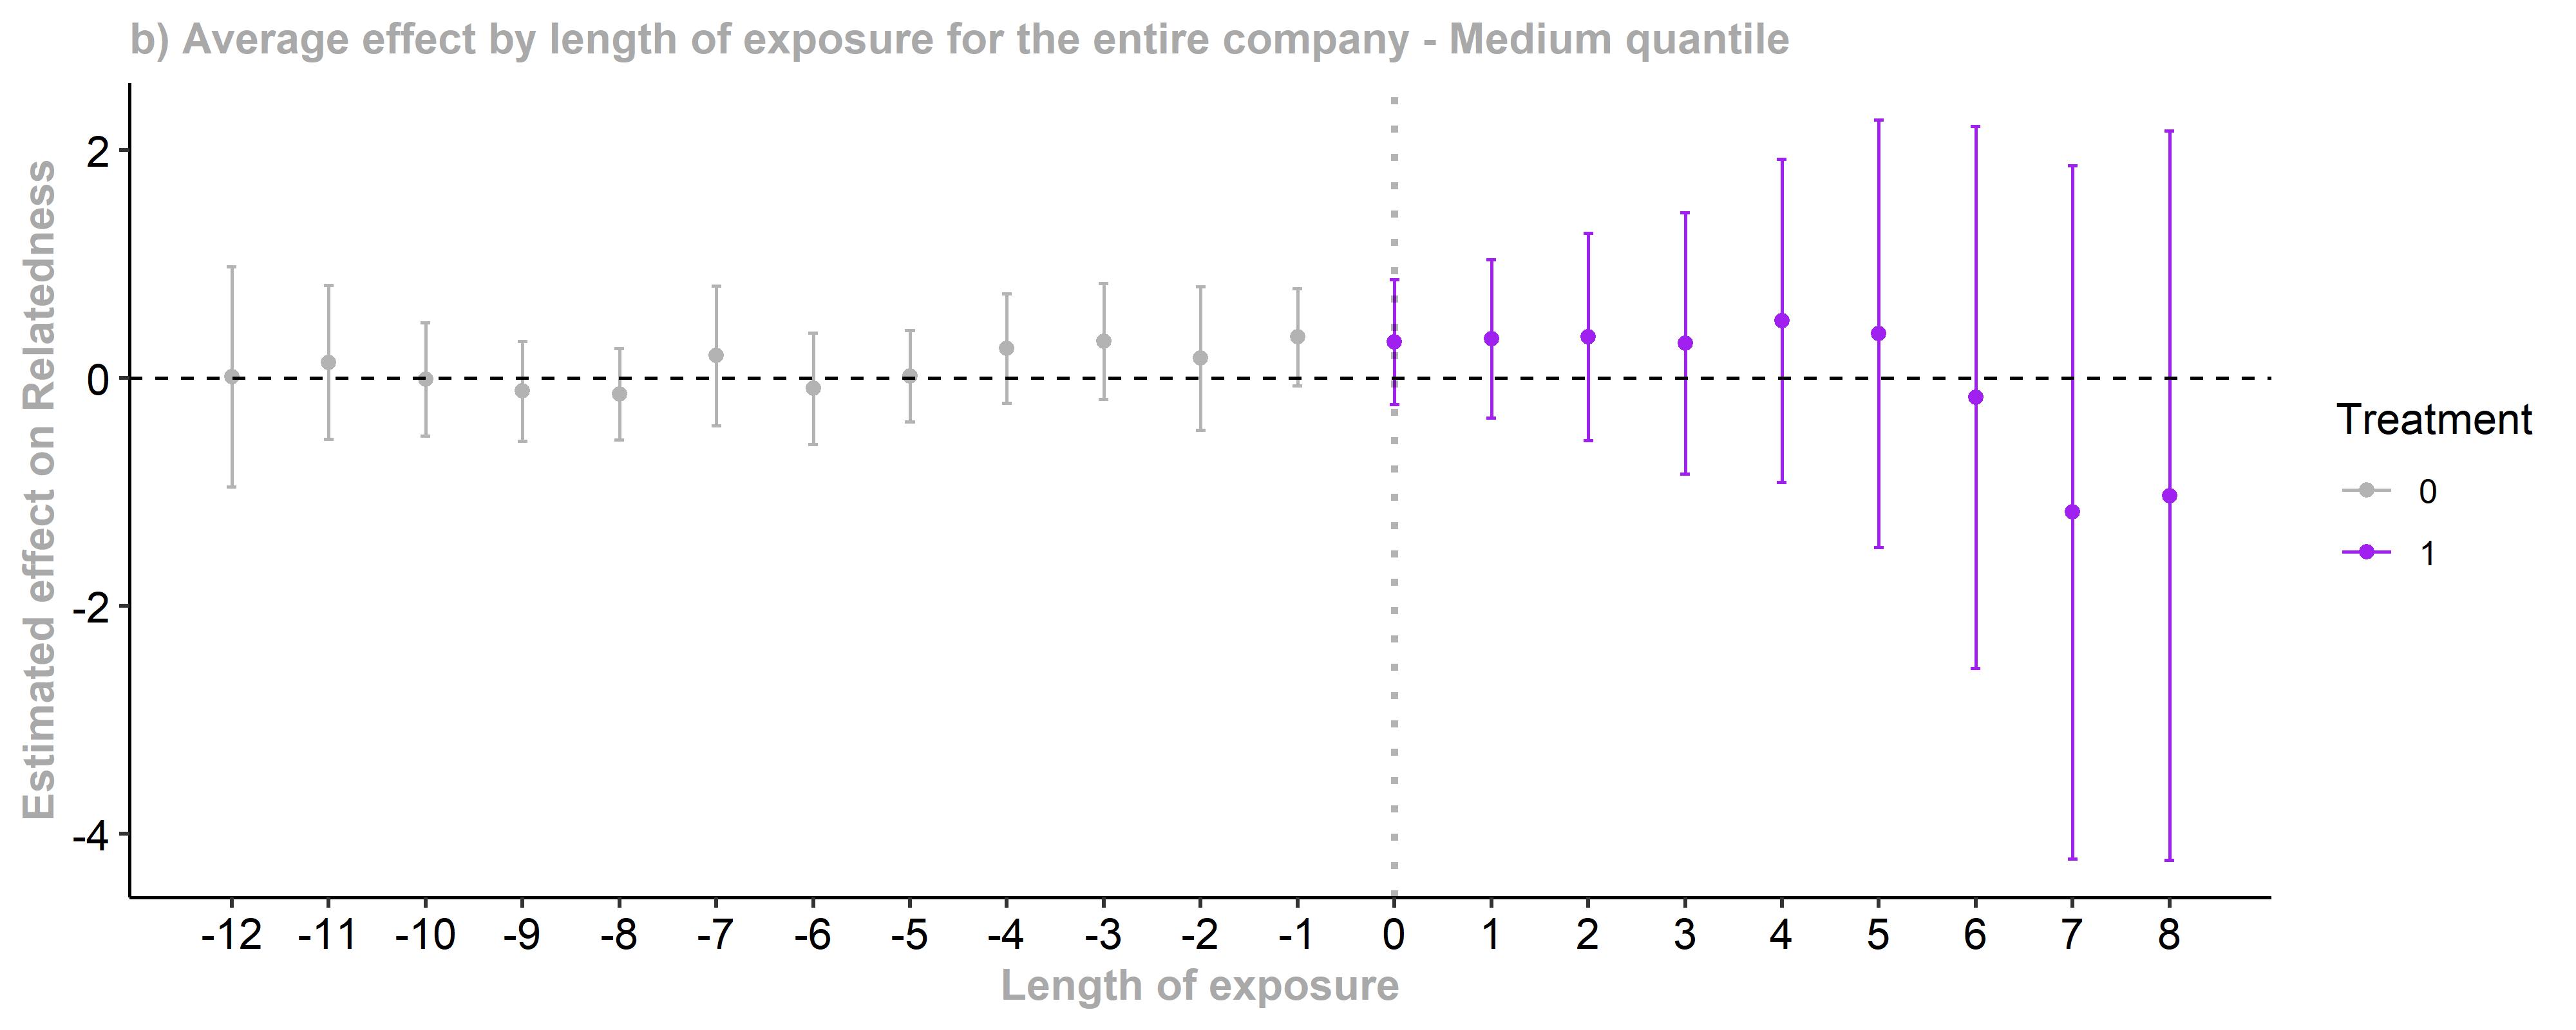 b) Average effect by length of exposure for the entire company - Medium quantile
Estimated effect on Relatedness
2
0
-2
-4
-12 -11 -10 -9 -8 -7 -6 -5 -4 -3 -2 -1 0 1 2 3 4 5 6 7 8
Length of exposure
Treatment
0
1